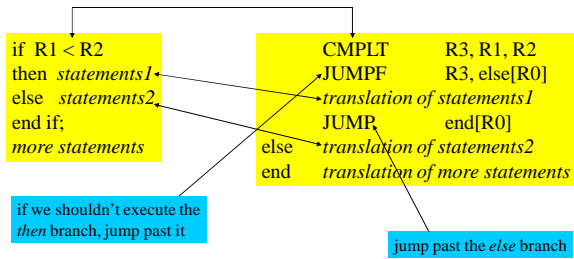 if R1 < R2
then statements1
else statements2
end if;
more statements
CMPLT R3, R1, R2
JUMPF R3, else[R0]
translation of statements1
JUMP end[R0]
else translation of statements2
end translation of more statements
if we shouldn't execute the
then branch, jump past it
jump past the else branch